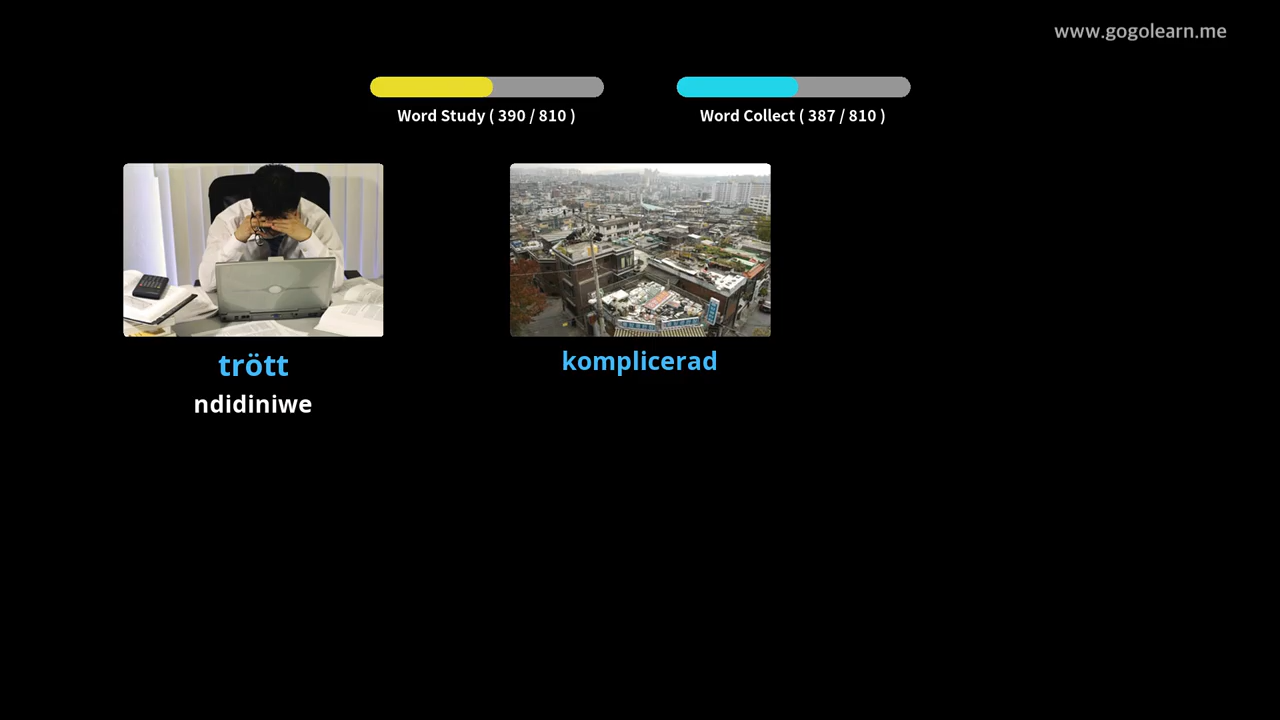 www.gogolearn.me
Word Study ( 390 / 810 )
Word Collect ( 387 / 810 )
trött
ndidiniwe
komplicerad